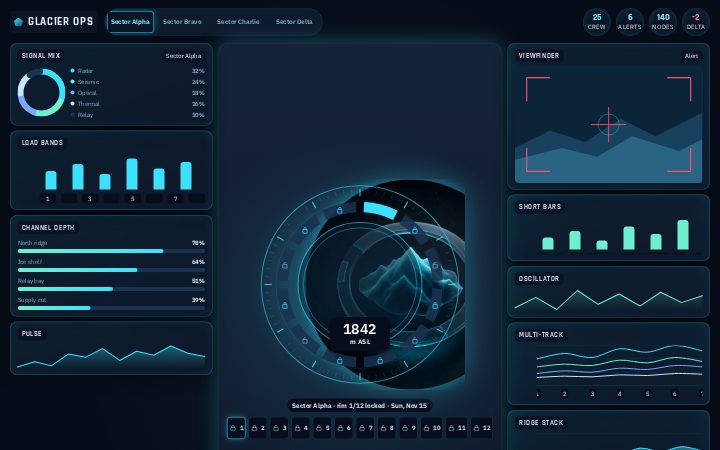 GLACIER OPS
Sector Alpha
Sector Bravo
Sector Charlie
Sector Delta
25
CREW
6
ALERTS
140
NODES
-2
DELTA
SIGNAL MIX
Sector Alpha
Radar 32%
Seismic 24%
Optical 18%
Thermal 16%
Relay 10%
LOAD BANDS
1 3 5 7
CHANNEL DEPTH
North ridge 78%
Ice shelf 64%
Relay bay 51%
Supply cut 39%
PULSE
1842
m ASL
Sector Alpha · rim 1/12 locked · Sun, Nov 15
1 2 3 4 5 6 7 8 9 10 11 12
VIEWFINDER
Alert
SHORT BARS
OSCILLATOR
MULTI-TRACK
1 2 3 4 5 6
RIDGE STACK